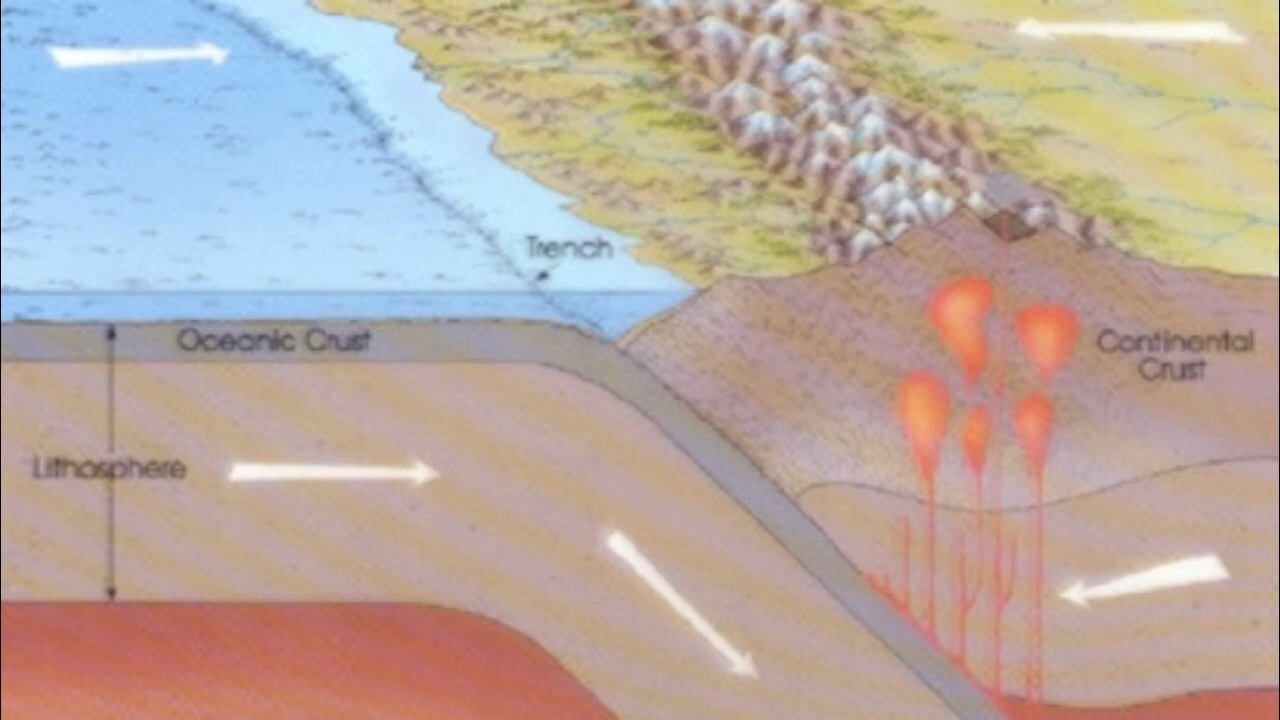 Trench
Oceanic Crust
Continental
Crust
Lithosphere